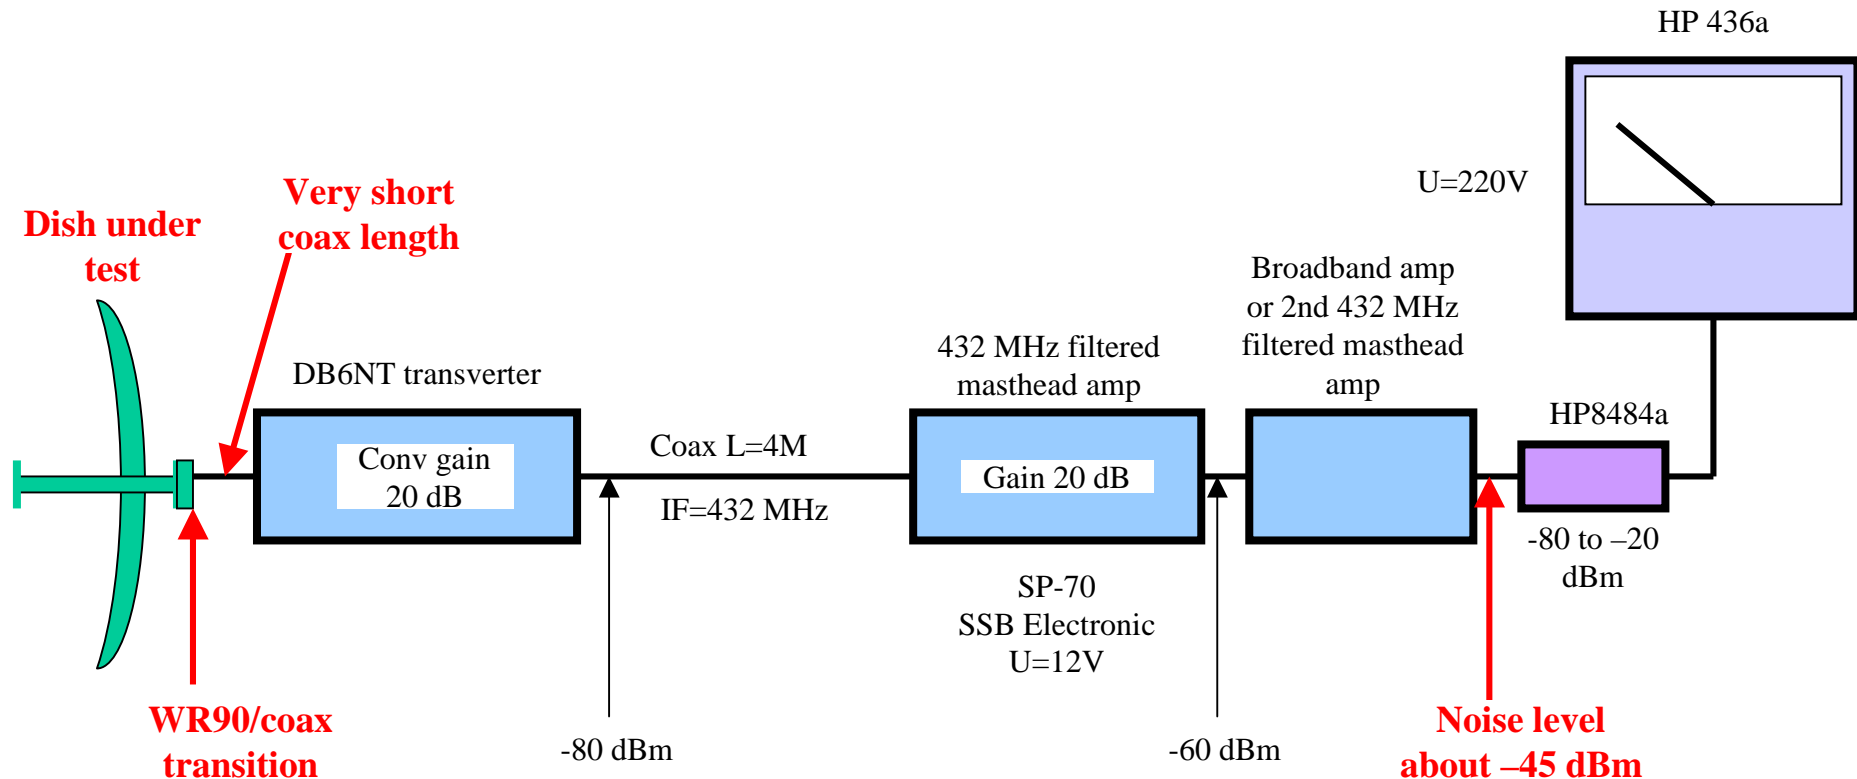 HP 436a
U=220V
Very short
coax length
Dish under
test
DB6NT transverter
Conv gain
20 dB
Coax L=4M
IF=432 MHz
432 MHz filtered
masthead amp
Gain 20 dB
SP-70
SSB Electronic
U=12V
Broadband amp
or 2nd 432 MHz
filtered masthead
amp
HP8484a
-80 to –20
dBm
WR90/coax
transition
-80 dBm
-60 dBm
Noise level
about –45 dBm